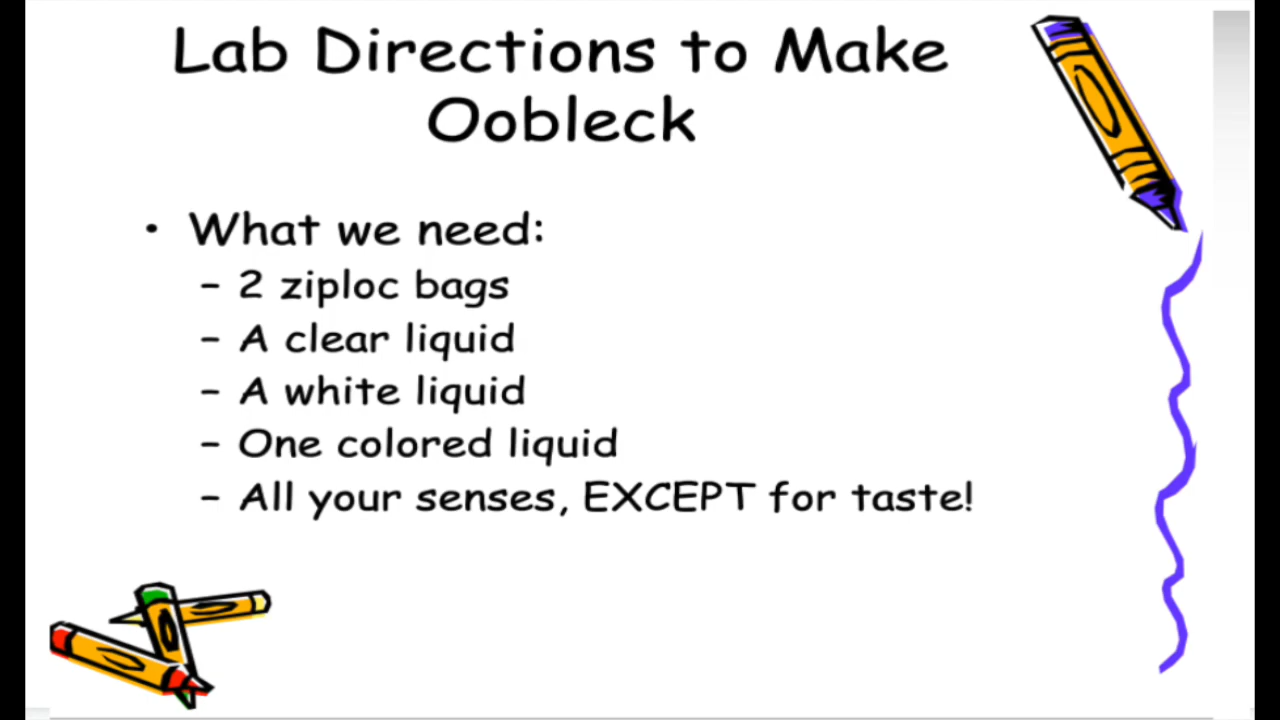 Lab Directions to Make
Oobleck
• What we need:
– 2 ziploc bags
– A clear liquid
– A white liquid
– One colored liquid
– All your senses, EXCEPT for taste!